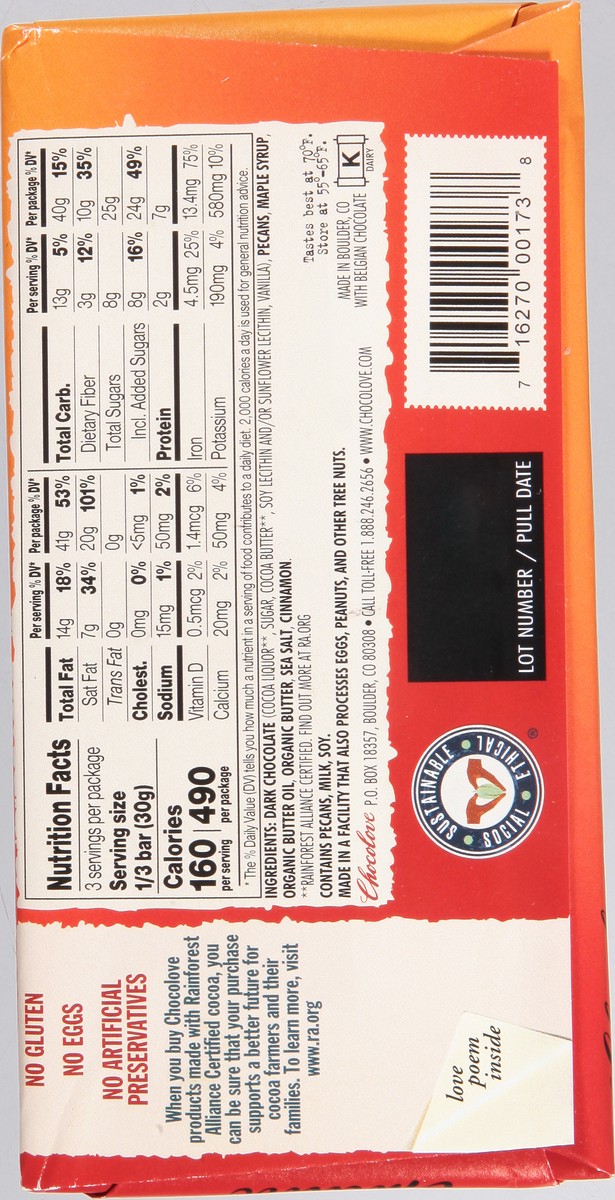 NO GLUTEN
NO EGGS
NO ARTIFICIAL
PRESERVATIVES
When you buy Chocolove
products made with Rainforest
Alliance Certified cocoa, you
can be sure that your purchase
supports a better future for
cocoa farmers and their
families. To learn more, visit
www.ra.org
love
poem
inside
Nutrition Facts
3 servings per package
Serving size
1/3 bar (30g)
Calories
160 490
per serving per package
Per serving % DV* Per package % DV*
Total Fat 14g 18% 41g 53%
Sat Fat 7g 34% 20g 101%
Trans Fat 0g 0g
Cholest. 0mg 0% <5mg 1%
Sodium 15mg 1% 50mg 2%
Vitamin D 0.5mcg 2% 1.4mcg 6%
Calcium 20mg 2% 50mg 4%
Per serving % DV* Per package % DV*
Total Carb. 13g 5% 40g 15%
Dietary Fiber 3g 12% 10g 35%
Total Sugars 8g 25g
Incl. Added Sugars 8g 16% 24g 49%
Protein 2g 7g
Iron 4.5mg 25% 13.4mg 75%
Potassium 190mg 4% 580mg 10%
* The % Daily Value (DV) tells you how much a nutrient in a serving of food contributes to a daily diet. 2,000 calories a day is used for general nutrition advice.
INGREDIENTS: DARK CHOCOLATE (COCOA LIQUOR**, SUGAR, COCOA BUTTER**, SOY LECITHIN AND/OR SUNFLOWER LECITHIN, VANILLA), PECANS, MAPLE SYRUP,
ORGANIC BUTTER OIL, ORGANIC BUTTER, SEA SALT, CINNAMON.
**RAINFOREST ALLIANCE CERTIFIED. FIND OUT MORE AT RA.ORG
CONTAINS PECANS, MILK, SOY.
MADE IN A FACILITY THAT ALSO PROCESSES EGGS, PEANUTS, AND OTHER TREE NUTS.
Chocolove P.O. BOX 18357, BOULDER, CO 80308 • CALL TOLL-FREE 1.888.246.2656 • WWW.CHOCOLOVE.COM
Tastes best at 70°F.
Store at 55°-65°F.
MADE IN BOULDER, CO
WITH BELGIAN CHOCOLATE
K
DAIRY
SUSTAINABLE • ETHICAL • SOCIAL •
®
LOT NUMBER / PULL DATE
7 16270 00173 8